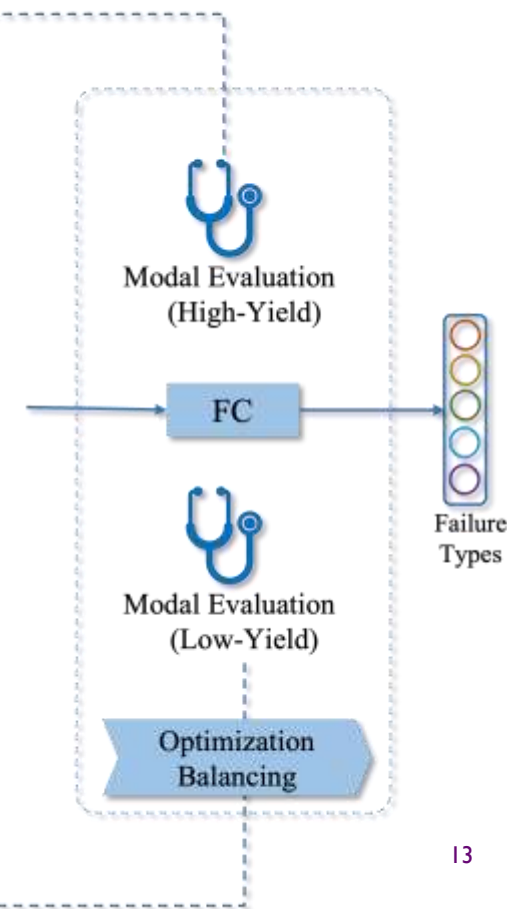 Modal Evaluation
(High-Yield)
FC
Failure
Types
Modal Evaluation
(Low-Yield)
Optimization
Balancing
13